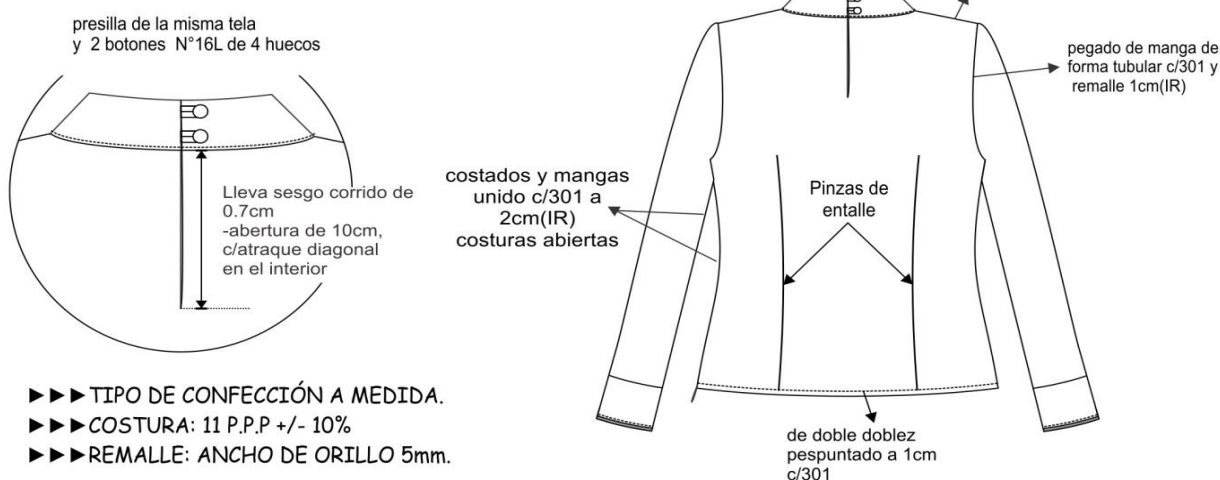 presilla de la misma tela
y 2 botones N°16L de 4 huecos
Lleva sesgo corrido de
0.7cm
-abertura de 10cm,
c/atraque diagonal
en el interior
►►►TIPO DE CONFECCIÓN A MEDIDA.
►►►COSTURA: 11 P.P.P +/- 10%
►►►REMALLE: ANCHO DE ORILLO 5mm.
costados y mangas
unido c/301 a
2cm(IR)
costuras abiertas
Pinzas de
entalle
pegado de manga de
forma tubular c/301 y
remalle 1cm(IR)
de doble doblez
pespuntado a 1cm
c/301